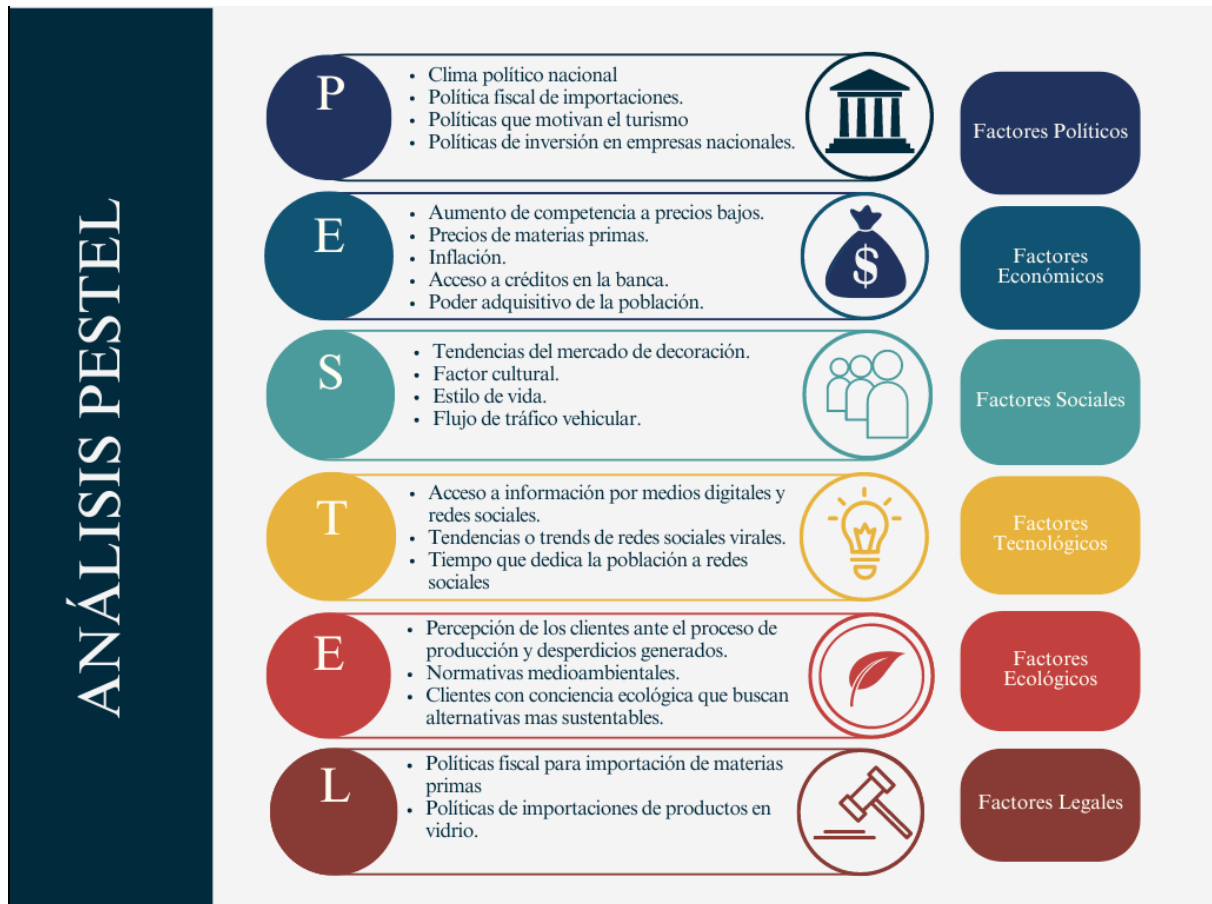 ANÁLISIS PESTEL
P
• Clima político nacional
• Política fiscal de importaciones.
• Políticas que motivan el turismo
• Políticas de inversión en empresas nacionales.
Factores Políticos
E
• Aumento de competencia a precios bajos.
• Precios de materias primas.
• Inflación.
• Acceso a créditos en la banca.
• Poder adquisitivo de la población.
$
Factores
Económicos
S
• Tendencias del mercado de decoración.
• Factor cultural.
• Estilo de vida.
• Flujo de tráfico vehicular.
Factores Sociales
T
• Acceso a información por medios digitales y
redes sociales.
• Tendencias o trends de redes sociales virales.
• Tiempo que dedica la población a redes
sociales
Factores
Tecnológicos
E
• Percepción de los clientes ante el proceso de
producción y desperdicios generados.
• Normativas medioambientales.
• Clientes con conciencia ecológica que buscan
alternativas mas sustentables.
Factores
Ecológicos
L
• Políticas fiscal para importación de materias
primas
• Políticas de importaciones de productos en
vidrio.
Factores Legales